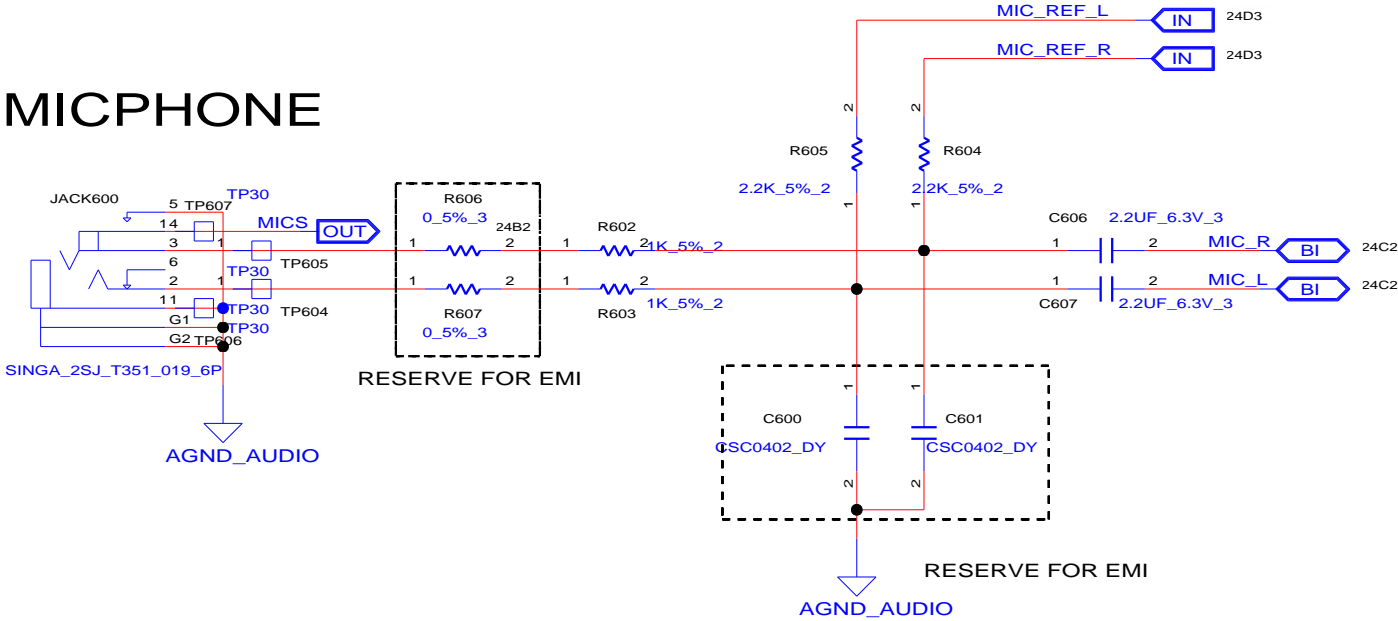 MIC_REF_L IN 24D3
MIC_REF_R IN 24D3
MICPHONE
2 2
R605 R604
2.2K_5%_2 2.2K_5%_2
1 1
JACK600
5 TP607 TP30
14 MICS OUT
3 1 TP605
6 TP30
2 1
11 TP30 TP604
G1 TP30
G2 TP606
SINGA_2SJ_T351_019_6P
AGND_AUDIO
R606
0_5%_3 24B2
1 2
1 2
R607
0_5%_3
RESERVE FOR EMI
R602
1 2 1K_5%_2
1 2 1K_5%_2
R603
C606 2.2UF_6.3V_3
1 2 MIC_R BI 24C2
1 2 MIC_L BI 24C2
C607 2.2UF_6.3V_3
1 1
C600 C601
CSC0402_DY CSC0402_DY
2 2
RESERVE FOR EMI
AGND_AUDIO